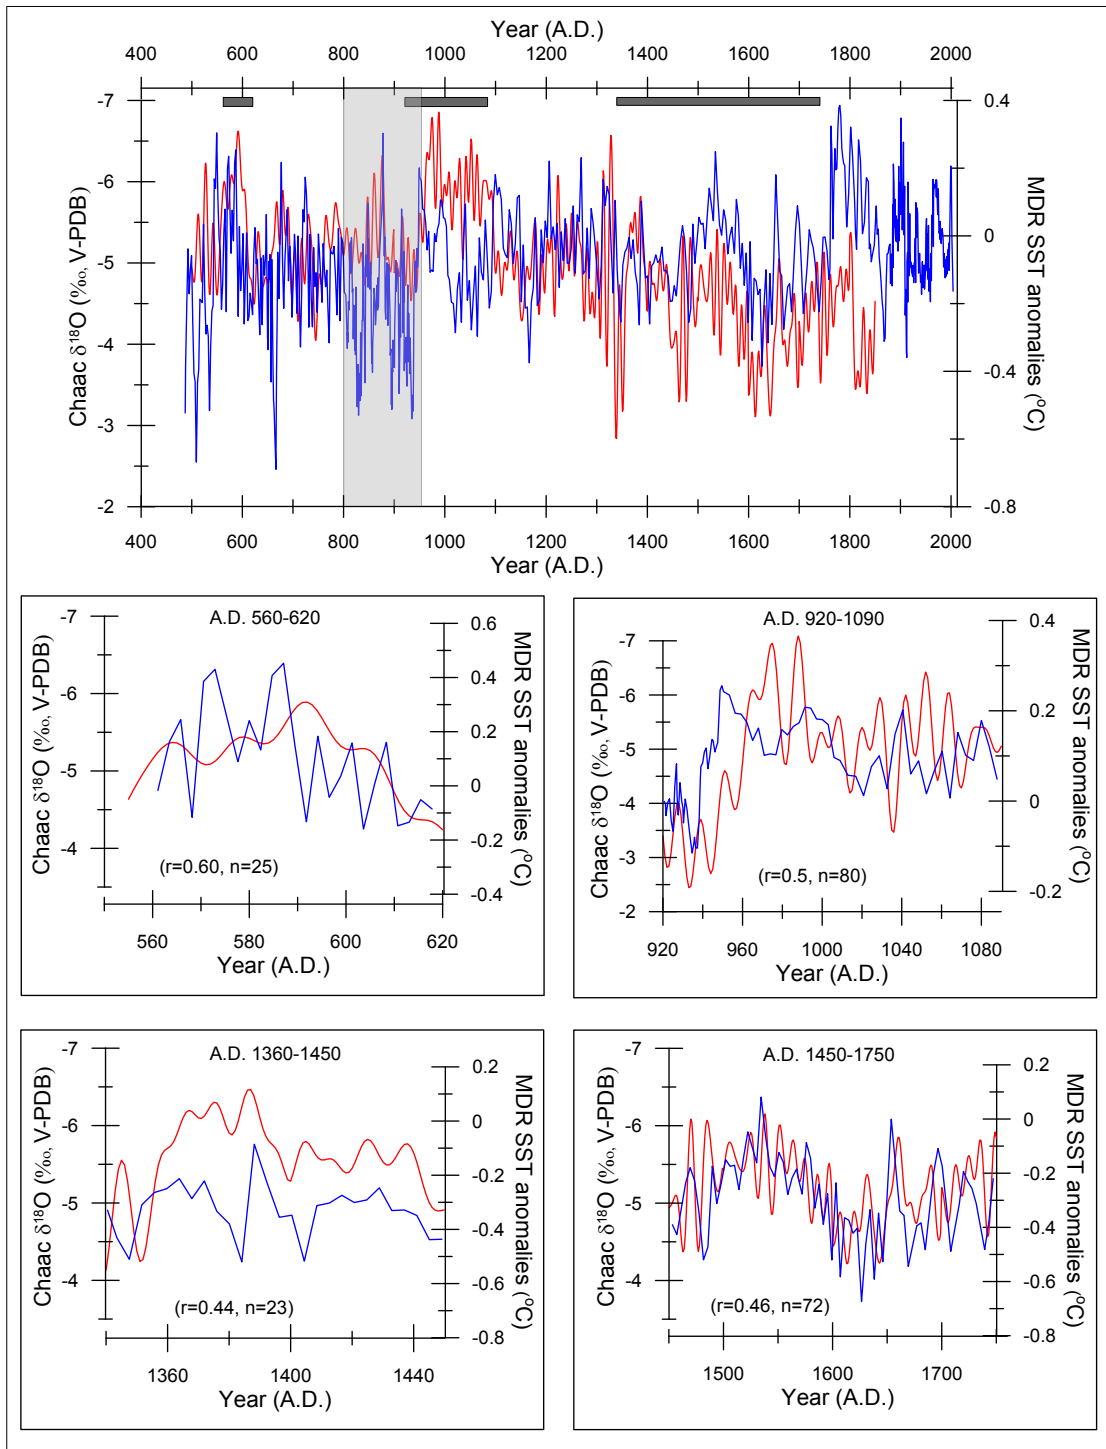 Year (A.D.)
400 600 800 1000 1200 1400 1600 1800 2000
-7
-6
-5
-4
-3
-2
Chaac δ18O (‰, V-PDB)
0.4
0
-0.4
-0.8
MDR SST anomalies (oC)
400 600 800 1000 1200 1400 1600 1800 2000
Year (A.D.)
A.D. 560-620
-7
-6
-5
-4
Chaac δ18O (‰, V-PDB)
0.6
0.4
0.2
0
-0.2
-0.4
MDR SST anomalies (oC)
(r=0.60, n=25)
560 580 600 620
Year (A.D.)
A.D. 920-1090
-7
-6
-5
-4
-3
-2
Chaac δ18O (‰, V-PDB)
0.4
0.2
0
-0.2
MDR SST anomalies (oC)
(r=0.5, n=80)
920 960 1000 1040 1080
Year (A.D.)
A.D. 1360-1450
-7
-6
-5
-4
Chaac δ18O (‰, V-PDB)
0.2
0
-0.2
-0.4
-0.6
-0.8
MDR SST anomalies (oC)
(r=0.44, n=23)
1360 1400 1440
Year (A.D.)
A.D. 1450-1750
-7
-6
-5
-4
Chaac δ18O (‰, V-PDB)
0.2
0
-0.2
-0.4
-0.6
-0.8
MDR SST anomalies (oC)
(r=0.46, n=72)
1500 1600 1700
Year (A.D.)